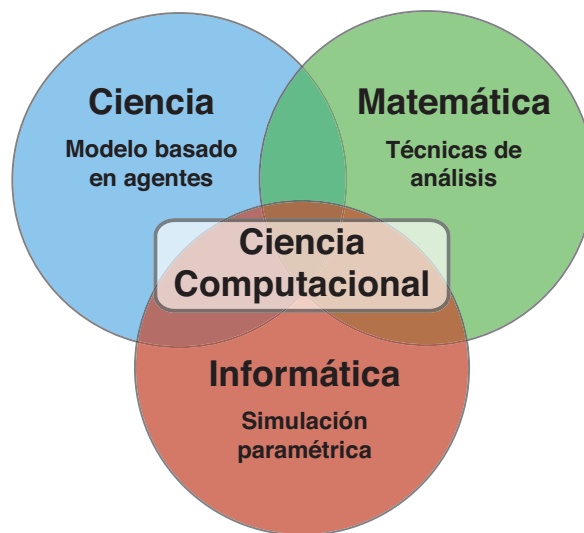 Ciencia
Modelo basado
en agentes
Matemática
Técnicas de
análisis
Ciencia
Computacional
Informática
Simulación
paramétrica